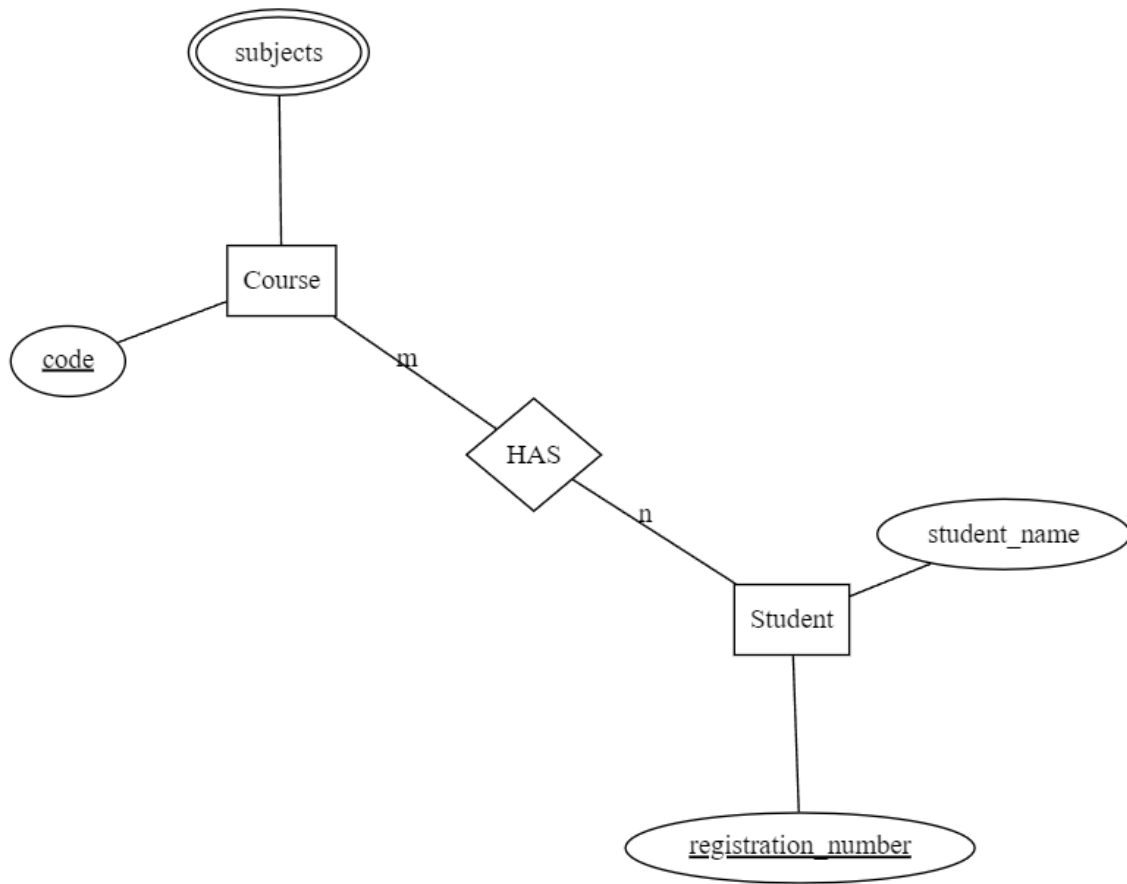 subjects
Course
code
m
HAS
n
student_name
Student
registration_number